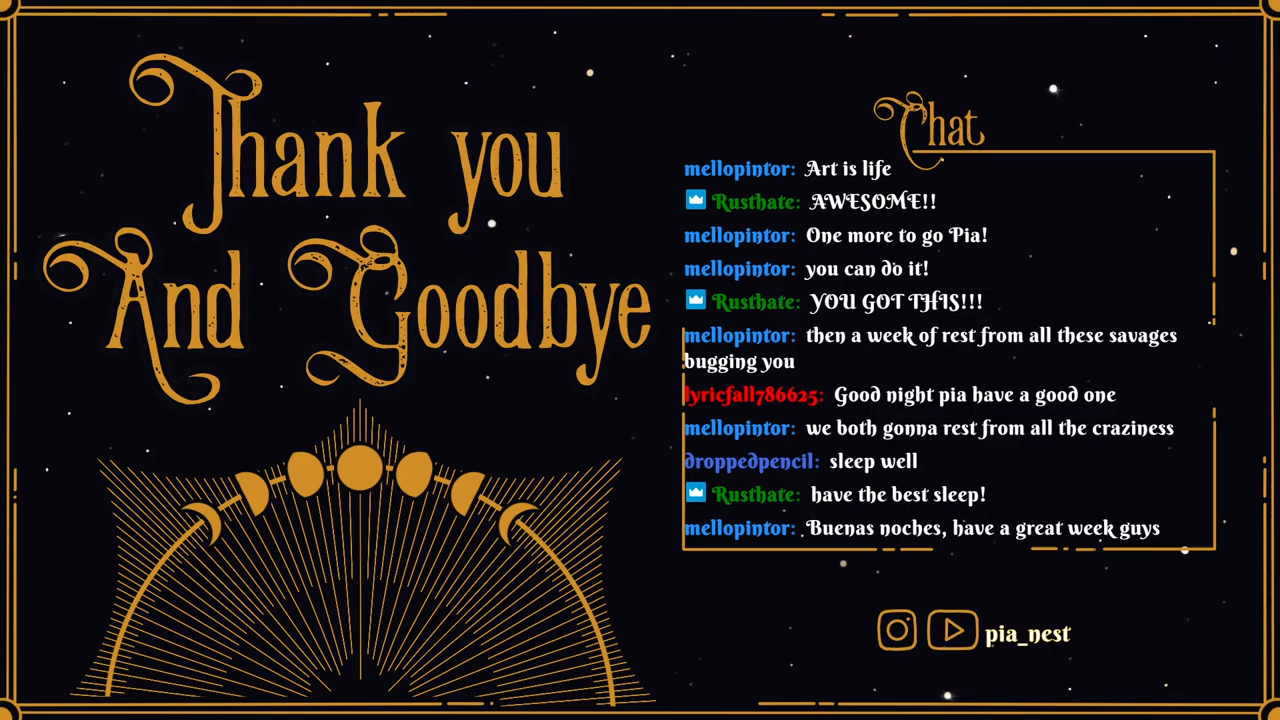 Thank you
And Goodbye
Chat
mellopintor: Art is life
Rusthate: AWESOME!!
mellopintor: One more to go Pia!
mellopintor: you can do it!
Rusthate: YOU GOT THIS!!!
mellopintor: then a week of rest from all these savages
bugging you
lyricfall786625: Good night pia have a good one
mellopintor: we both gonna rest from all the craziness
droppedpencil: sleep well
Rusthate: have the best sleep!
mellopintor: Buenas noches, have a great week guys
pia_nest